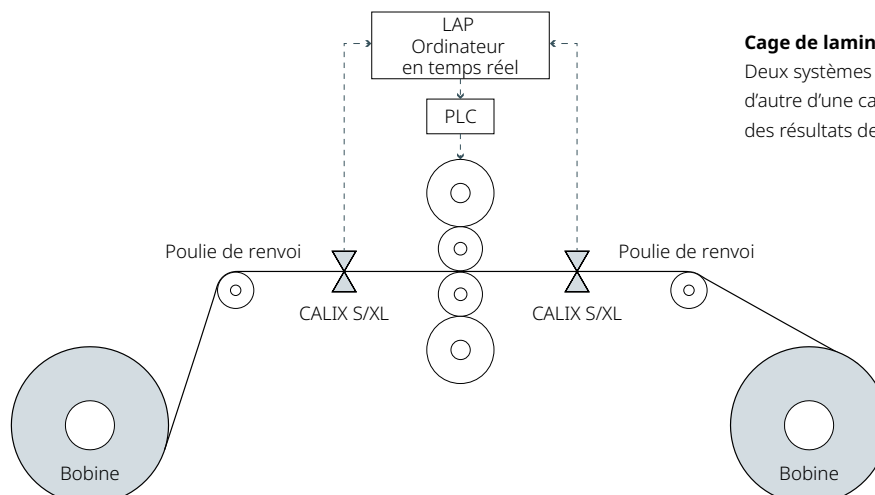 LAP
Ordinateur
en temps réel
PLC
Cage de lamin
Deux systèmes
d'autre d'une ca
des résultats de
Poulie de renvoi
Poulie de renvoi
CALIX S/XL
CALIX S/XL
Bobine
Bobine